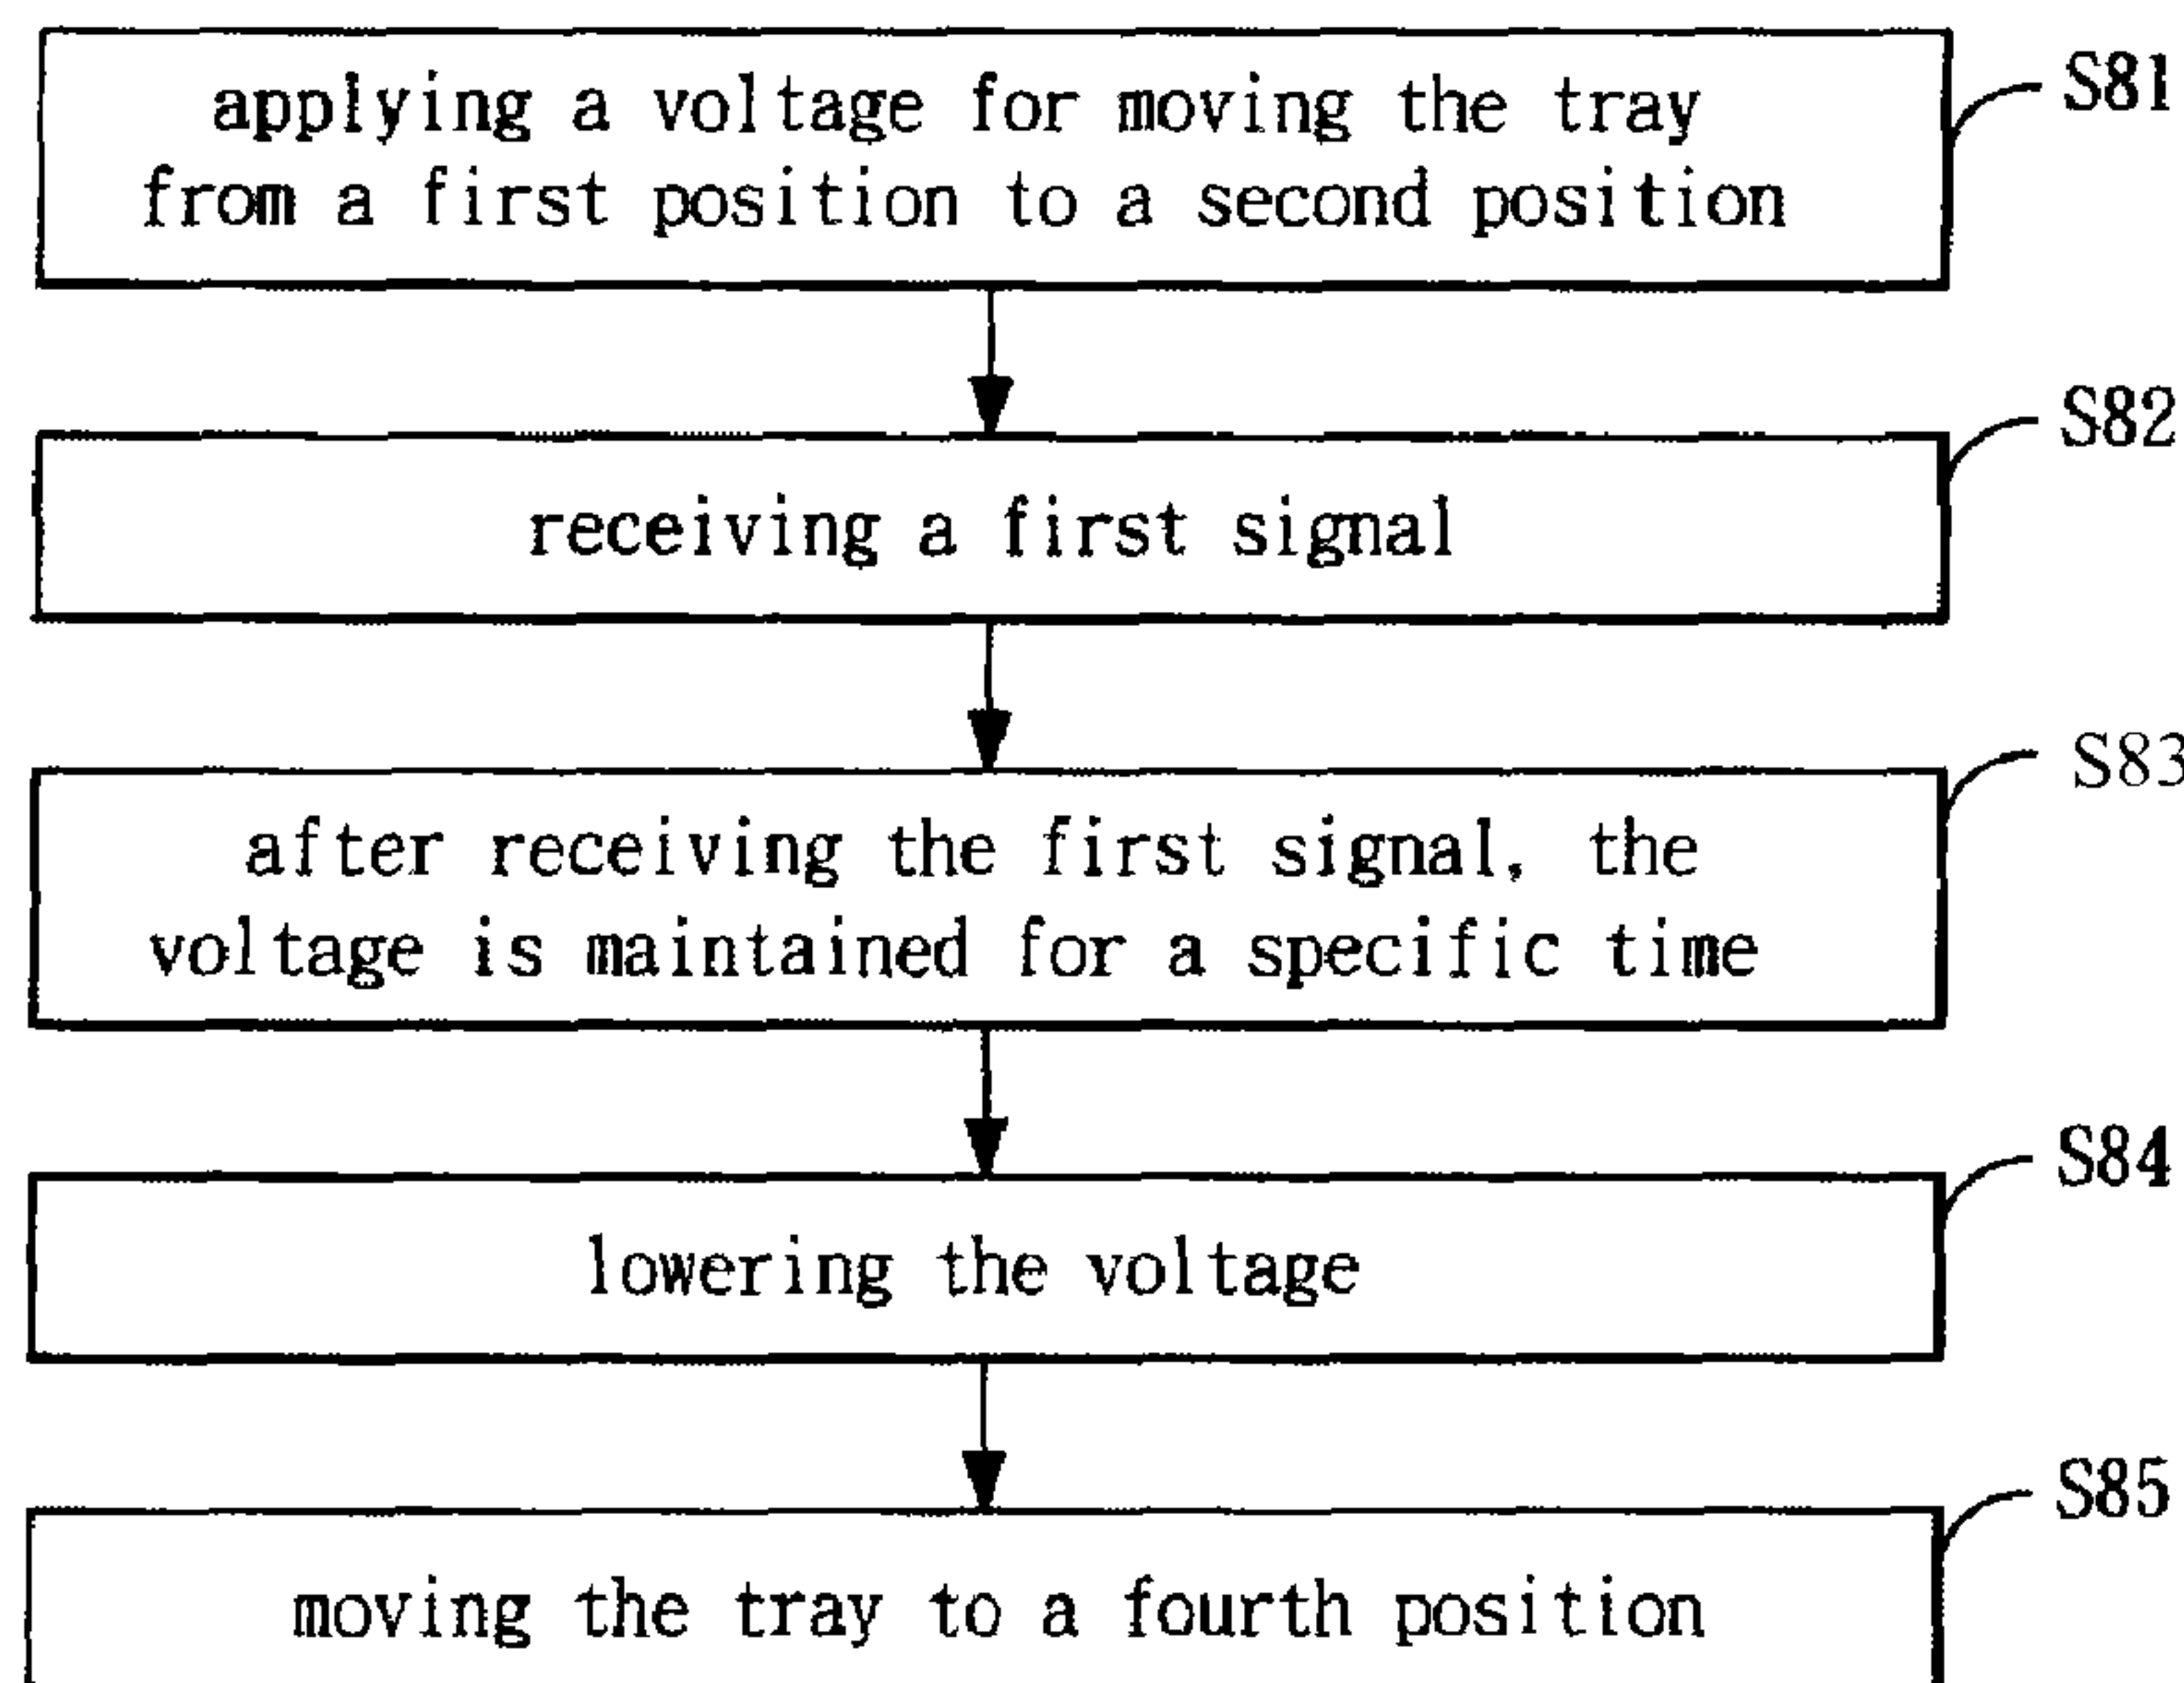 applying a voltage for moving the tray
from a first position to a second position
S81
receiving a first signal
S82
after receiving the first signal, the
voltage is maintained for a specific time
S83
lowering the voltage
S84
moving the tray to a fourth position
S85